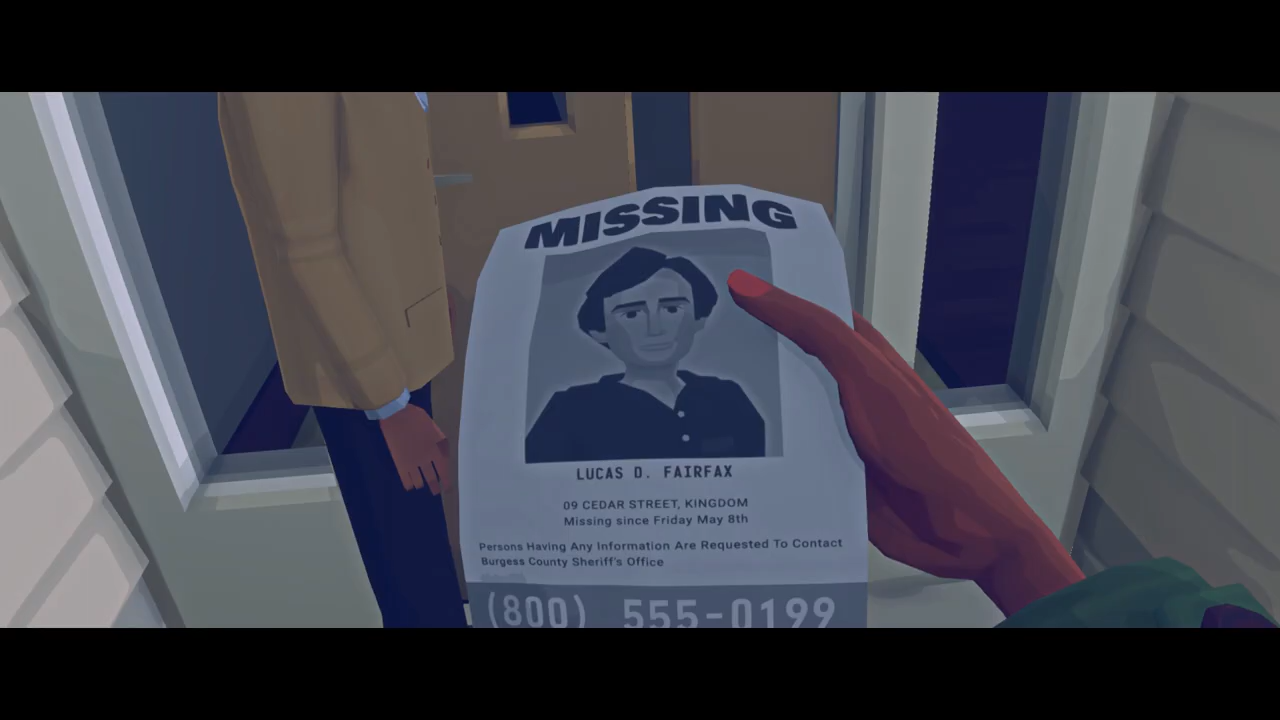 MISSING
LUCAS D. FAIRFAX
09 CEDAR STREET, KINGDOM
Missing since Friday May 8th
Persons Having Any Information Are Requested To Contact
Burgess County Sheriff's Office
(800) 555-0199